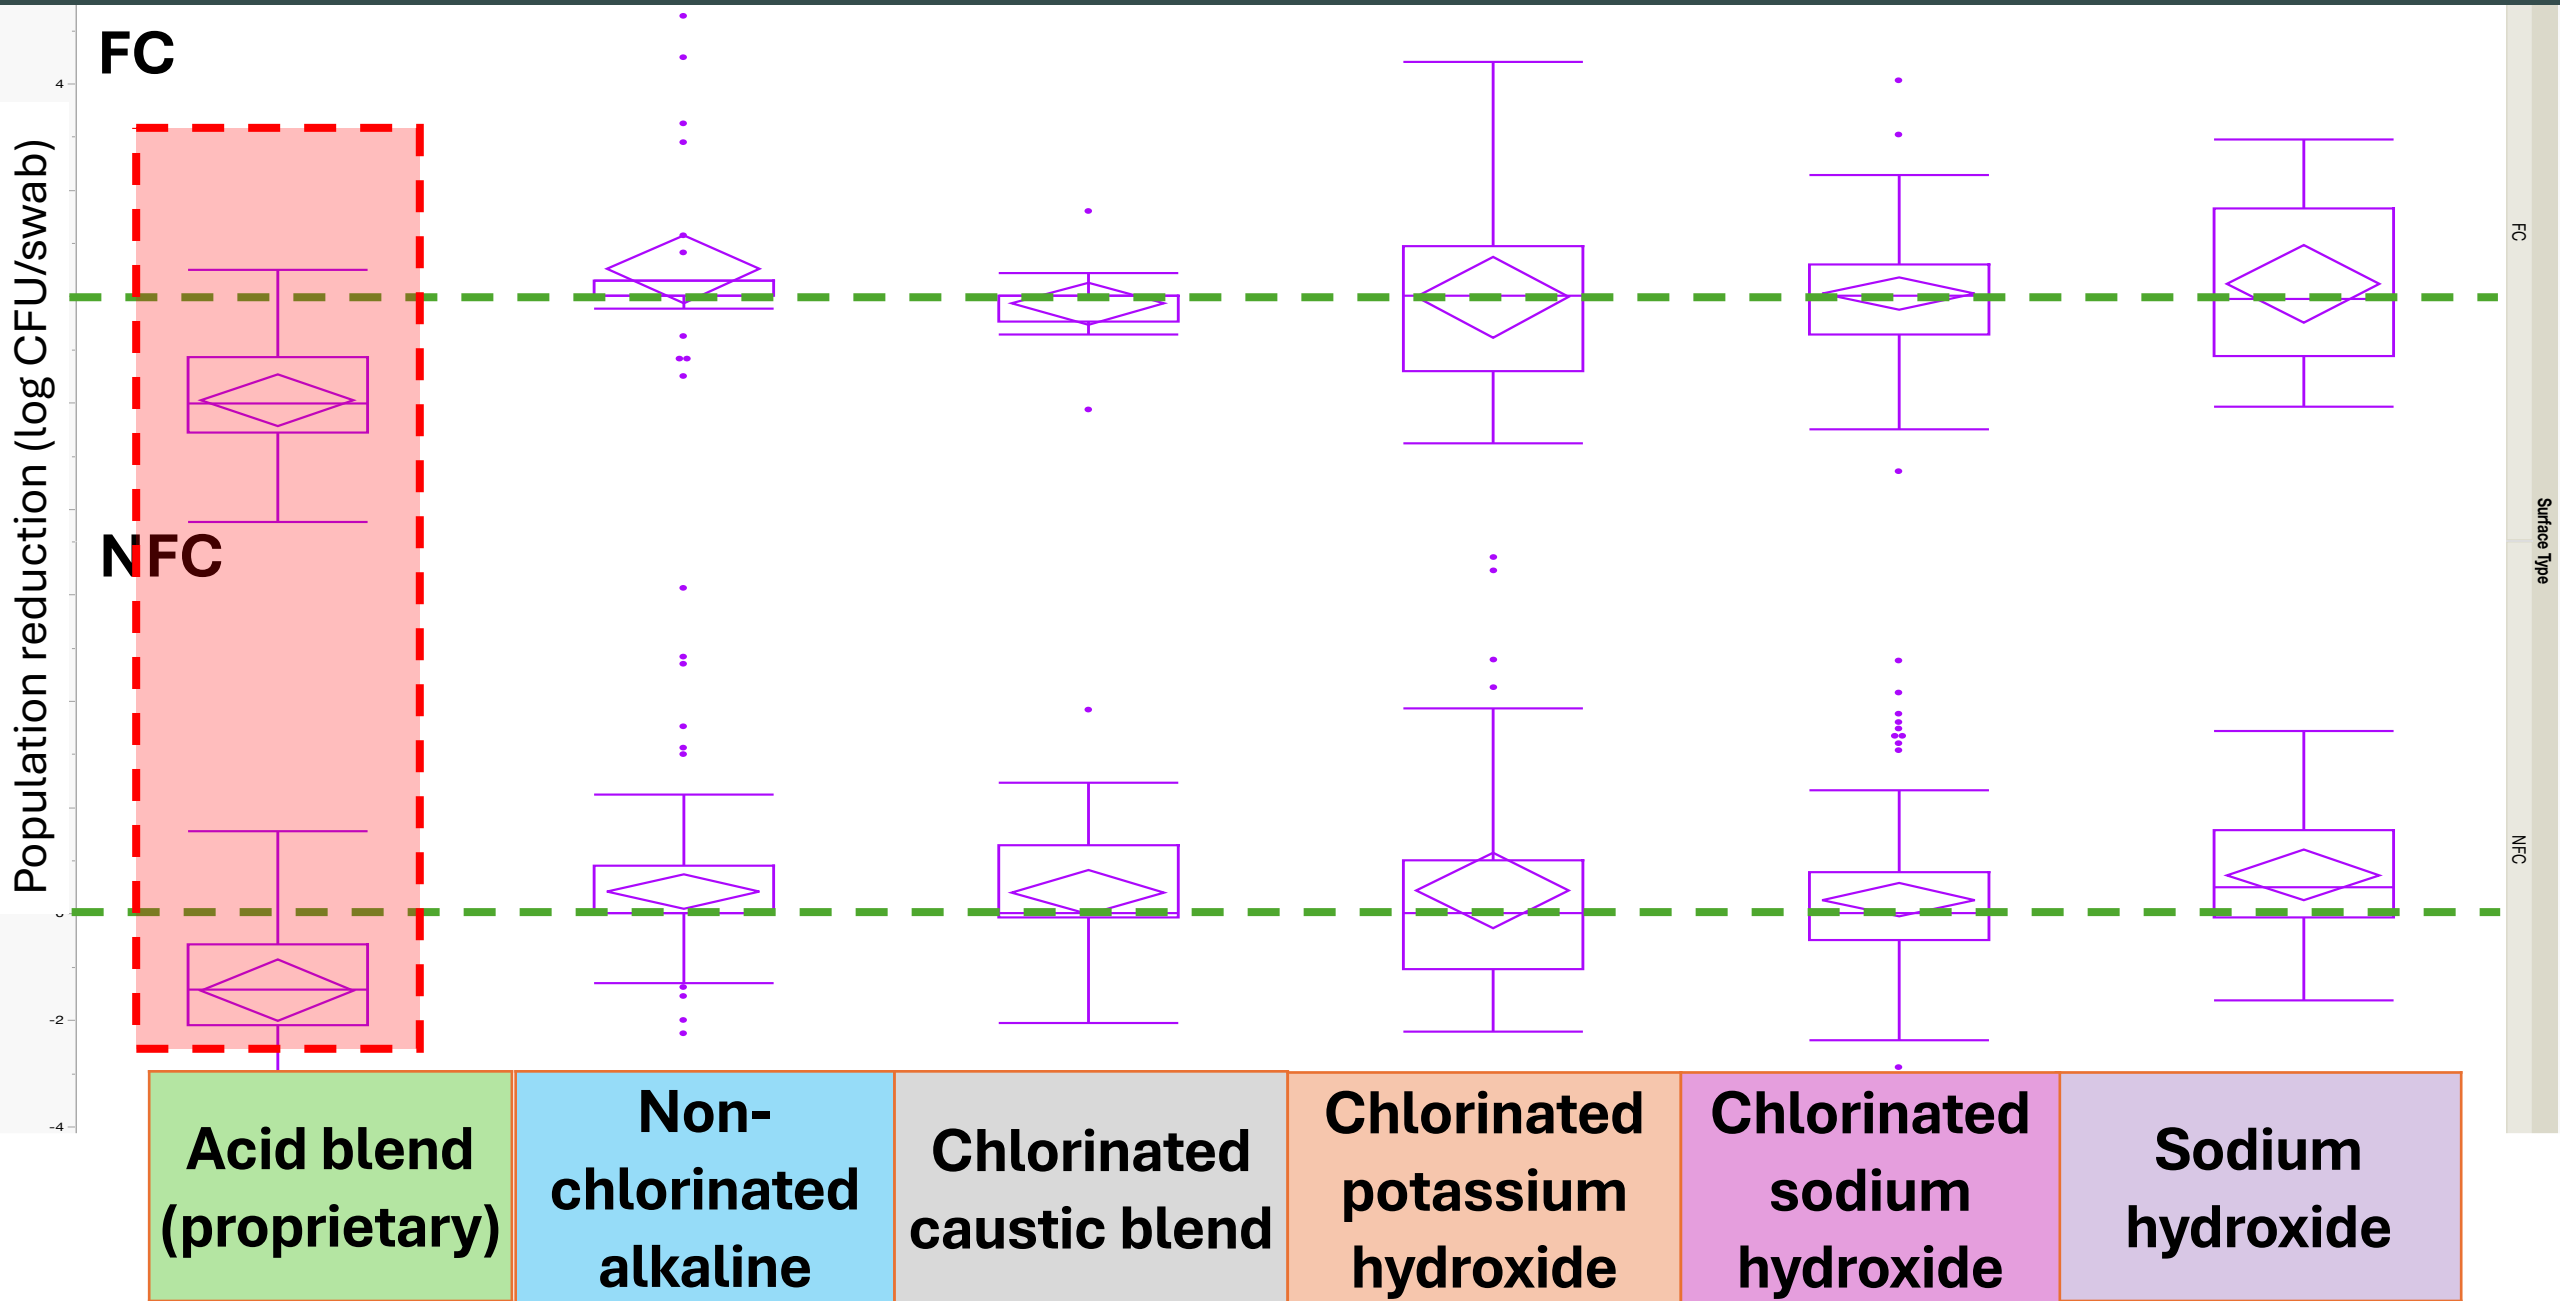 FC
4
Population reduction (log CFU/swab)
NFC
-2
-4
FC
NFC
Surface Type
Acid blend
(proprietary)
Non-
chlorinated
alkaline
Chlorinated
caustic blend
Chlorinated
potassium
hydroxide
Chlorinated
sodium
hydroxide
Sodium
hydroxide